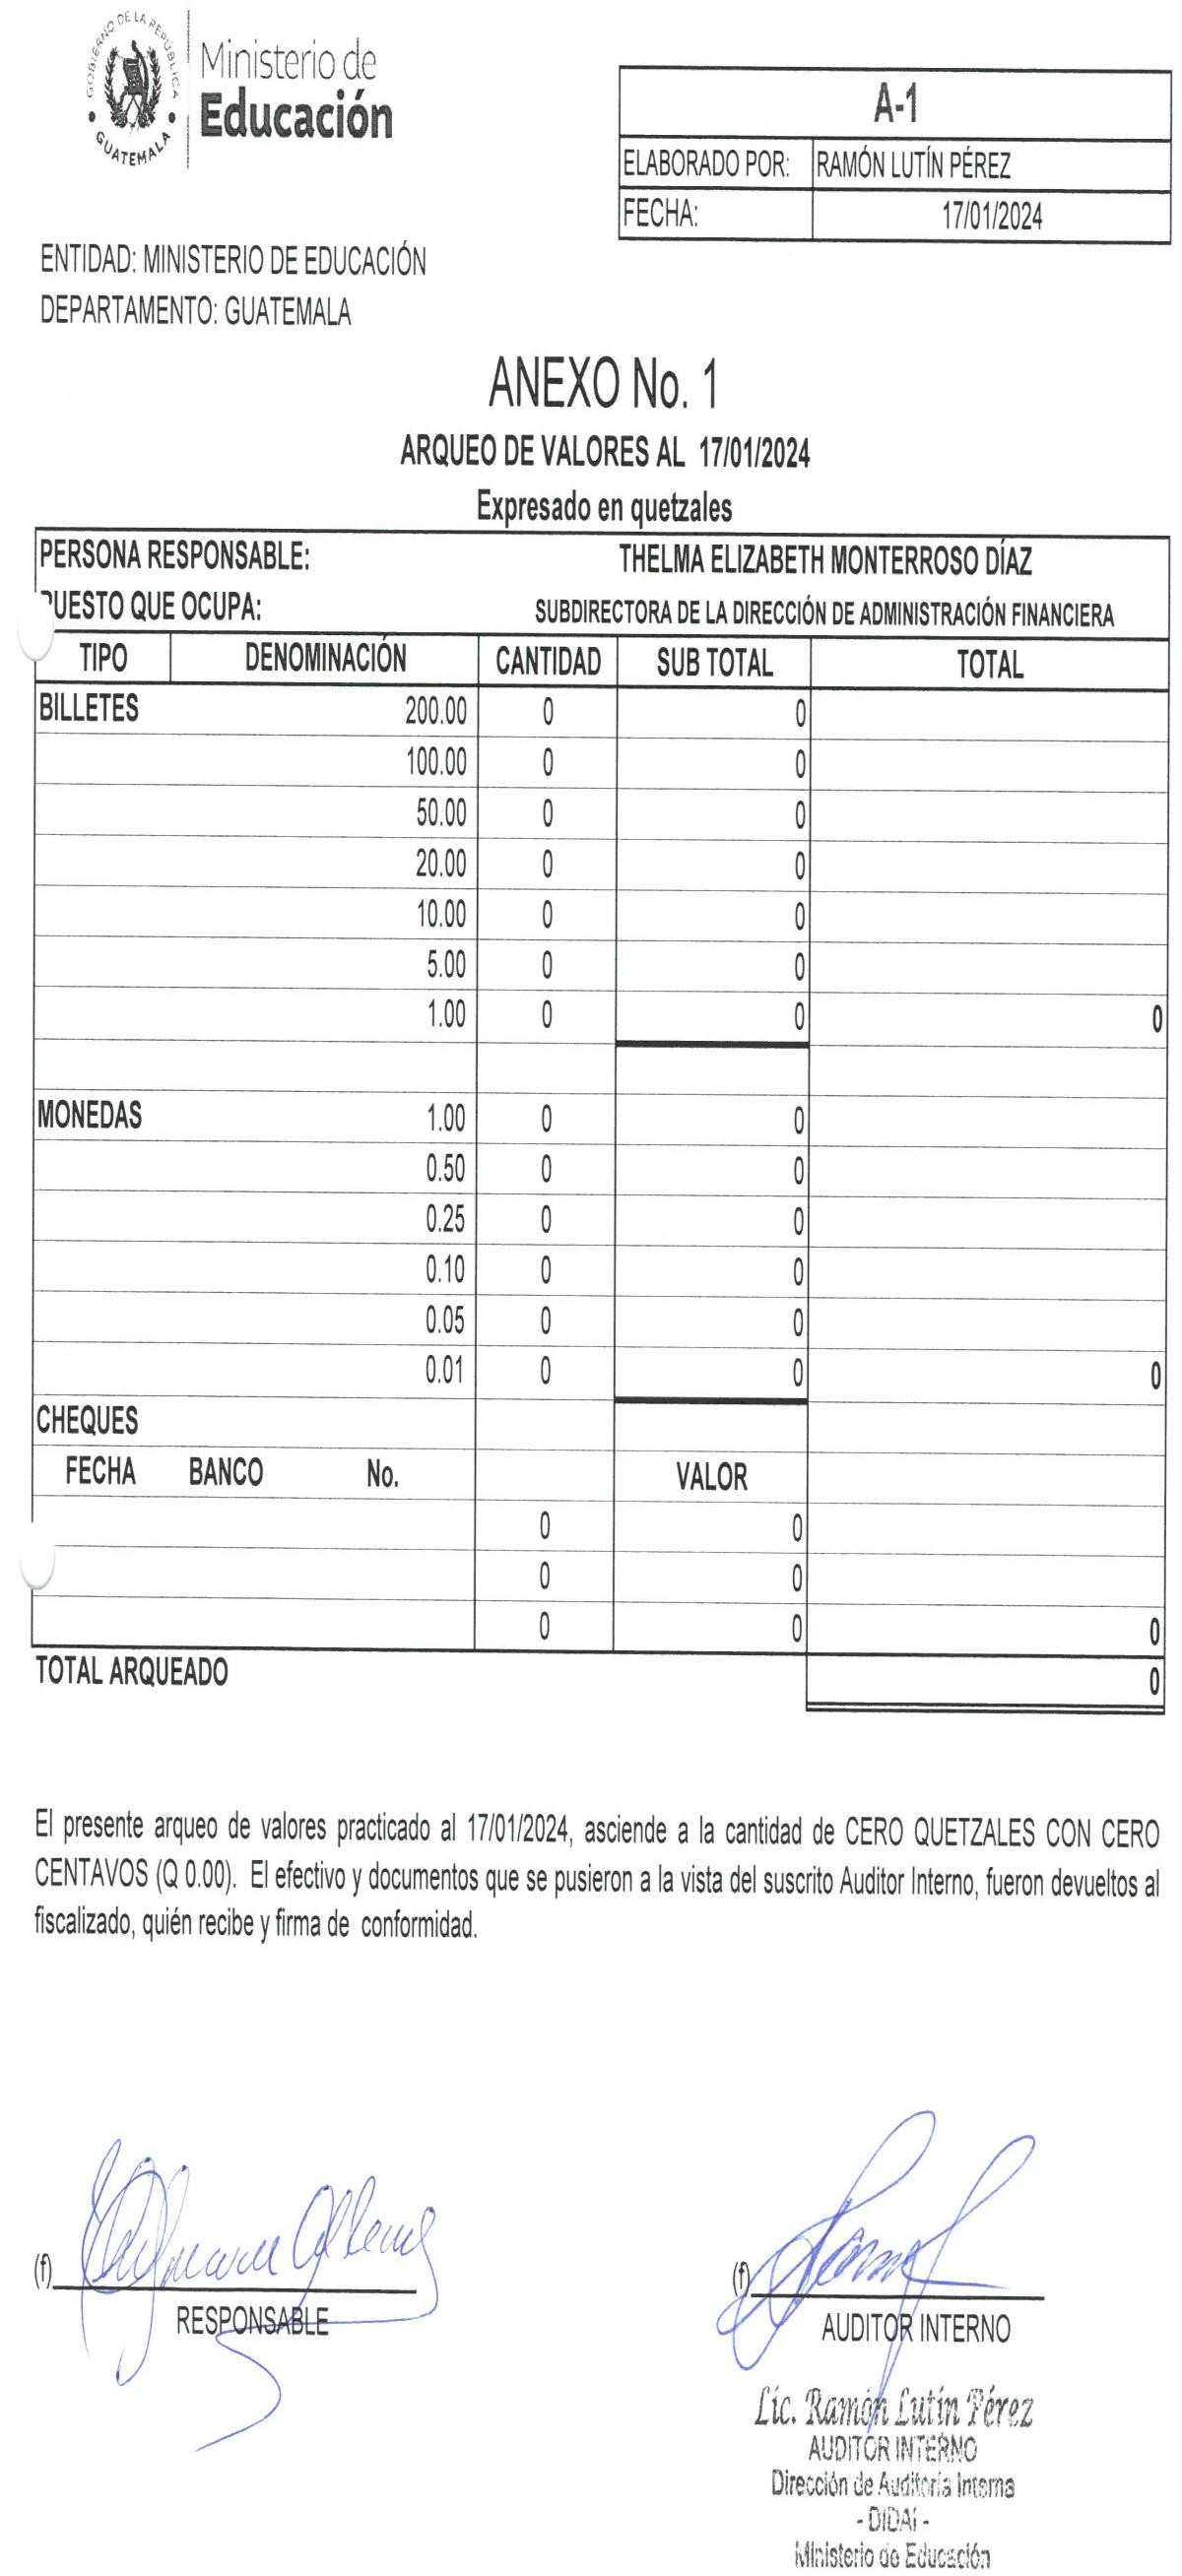 GOBIERNO DE LA REPÚBLICA
GUATEMALA
Ministerio de
Educación
A-1
ELABORADO POR: RAMÓN LUTÍN PÉREZ
FECHA: 17/01/2024
ENTIDAD: MINISTERIO DE EDUCACIÓN
DEPARTAMENTO: GUATEMALA
ANEXO No. 1
ARQUEO DE VALORES AL 17/01/2024
Expresado en quetzales
PERSONA RESPONSABLE: THELMA ELIZABETH MONTERROSO DÍAZ
PUESTO QUE OCUPA: SUBDIRECTORA DE LA DIRECCIÓN DE ADMINISTRACIÓN FINANCIERA
TIPO DENOMINACIÓN CANTIDAD SUB TOTAL TOTAL
BILLETES 200.00 0 0
100.00 0 0
50.00 0 0
20.00 0 0
10.00 0 0
5.00 0 0
1.00 0 0 0
MONEDAS 1.00 0 0
0.50 0 0
0.25 0 0
0.10 0 0
0.05 0 0
0.01 0 0 0
CHEQUES
FECHA BANCO No. VALOR
0 0
0 0
0 0 0
TOTAL ARQUEADO 0
El presente arqueo de valores practicado al 17/01/2024, asciende a la cantidad de CERO QUETZALES CON CERO
CENTAVOS (Q 0.00). El efectivo y documentos que se pusieron a la vista del suscrito Auditor Interno, fueron devueltos al
fiscalizado, quién recibe y firma de conformidad.
(f) (f)
RESPONSABLE AUDITOR INTERNO
Lic. Ramón Lutín Pérez
AUDITOR INTERNO
Dirección de Auditoría Interna
- DIDAI -
Ministerio de Educación